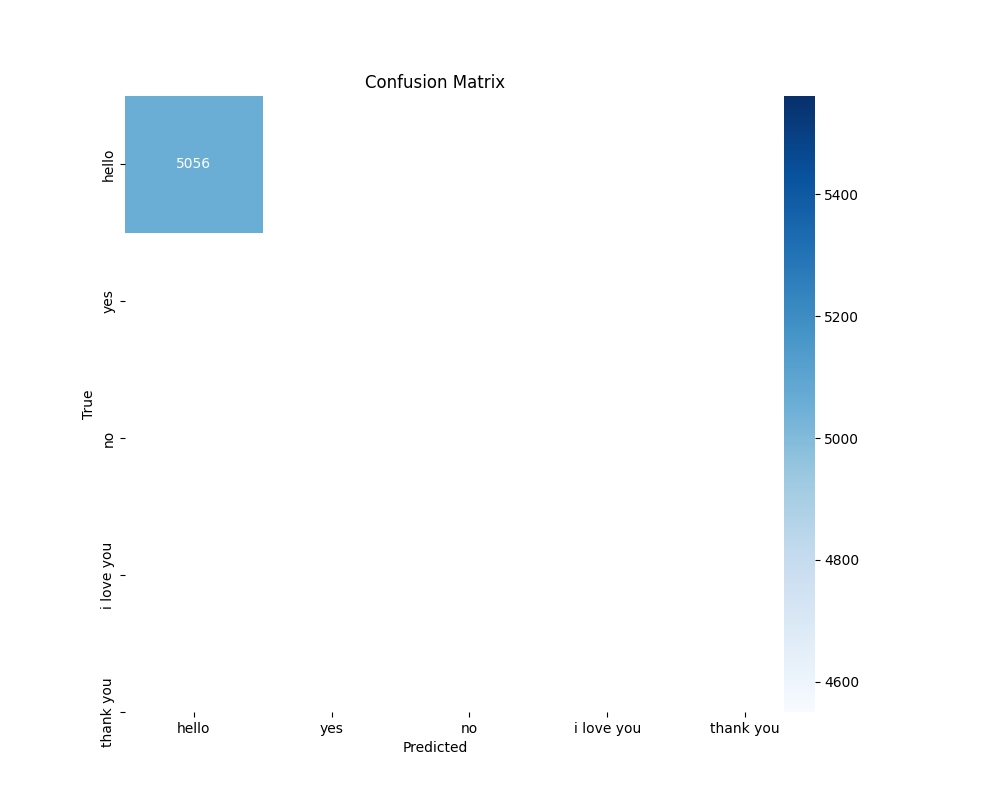 Confusion Matrix
5056
hello
yes
no
i love you
thank you
True
hello
yes
no
i love you
thank you
Predicted
5400
5200
5000
4800
4600